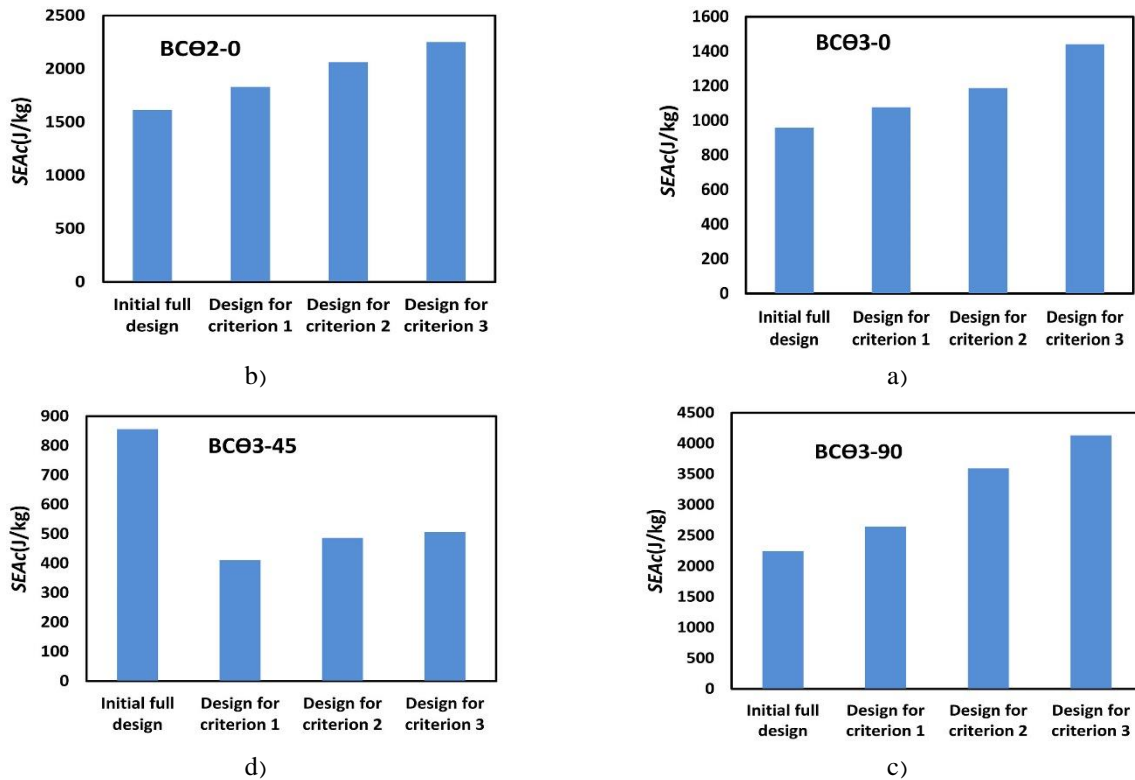 2500
2000
1500
1000
500
0
SEAc(J/kg)
BCӨ2-0
Initial full design
Design for criterion 1
Design for criterion 2
Design for criterion 3
b)
1600
1400
1200
1000
800
600
400
200
0
SEAc(J/kg)
BCӨ3-0
Initial full design
Design for criterion 1
Design for criterion 2
Design for criterion 3
a)
900
800
700
600
500
400
300
200
100
0
SEAc(J/kg)
BCӨ3-45
Initial full design
Design for criterion 1
Design for criterion 2
Design for criterion 3
d)
4500
4000
3500
3000
2500
2000
1500
1000
500
0
SEAc(J/kg)
BCӨ3-90
Initial full design
Design for criterion 1
Design for criterion 2
Design for criterion 3
c)